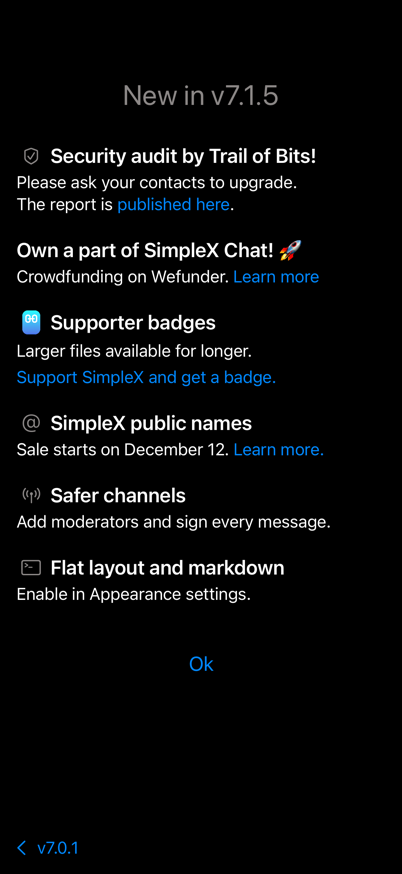 New in v7.1.5
Security audit by Trail of Bits!
Please ask your contacts to upgrade.
The report is published here.
Own a part of SimpleX Chat! 🚀
Crowdfunding on Wefunder. Learn more
Supporter badges
Larger files available for longer.
Support SimpleX and get a badge.
@ SimpleX public names
Sale starts on December 12. Learn more.
Safer channels
Add moderators and sign every message.
Flat layout and markdown
Enable in Appearance settings.
Ok
v7.0.1